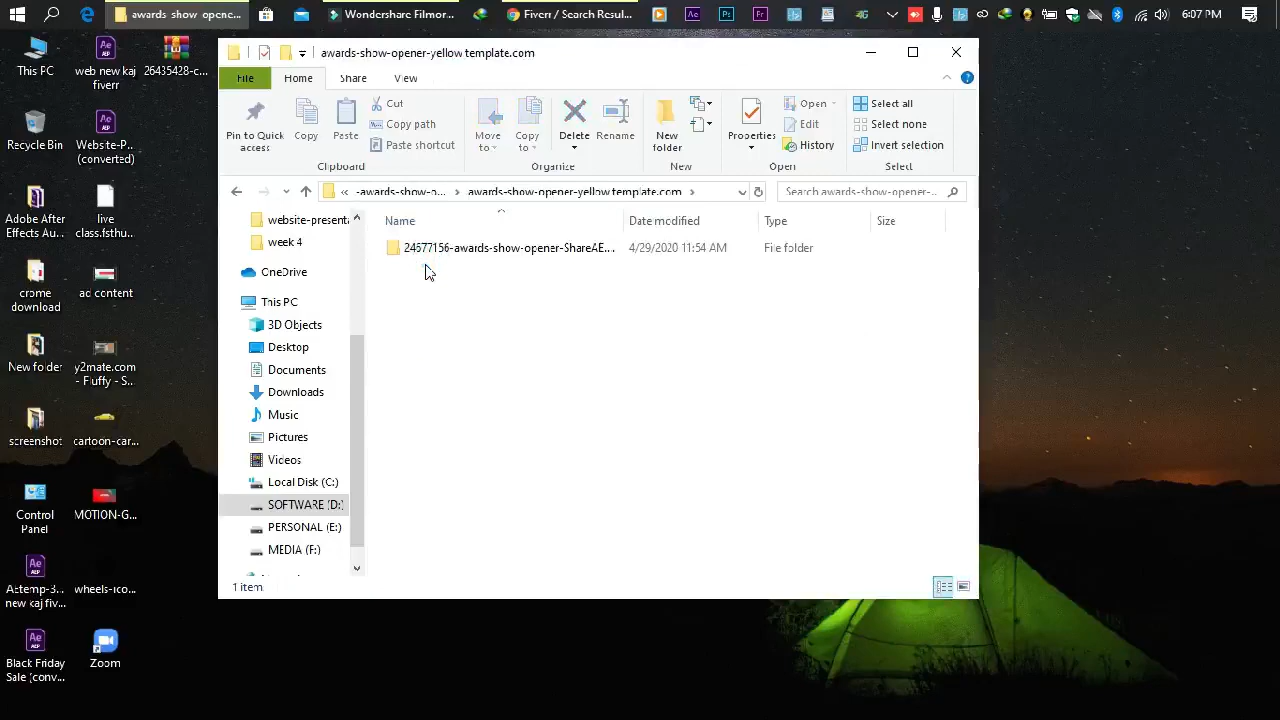 awards-show-opene...
Wondershare Filmor...
Fiverr / Search Resul...
6:07 PM
This PC
web new kaj fiverr
26435428-c...
Recycle Bin
Website-P... (converted)
Adobe After Effects Au...
live class.fsthu...
crome download
ad content
New folder
y2mate.com - Fluffy - S...
screenshot
cartoon-car...
Control Panel
MOTION-G...
new kaj fiv...
Black Friday Sale (conv...
Zoom
awards-show-opener-yellow template.com
File
Home
Share
View
Pin to Quick access
Copy
Paste
Cut
Copy path
Paste shortcut
Clipboard
Move to
Copy to
Delete
Rename
Organize
New folder
New
Properties
Open
Edit
History
Open
Select all
Select none
Invert selection
Select
« -awards-show-o... > awards-show-opener-yellow template.com >
Search awards-show-opener-...
website-present
week 4
OneDrive
This PC
3D Objects
Desktop
Documents
Downloads
Music
Pictures
Videos
Local Disk (C:)
SOFTWARE (D:)
PERSONAL (E:)
MEDIA (F:)
Name
Date modified
Type
Size
24677156-awards-show-opener-ShareAE....
4/29/2020 11:54 AM
File folder
1 item